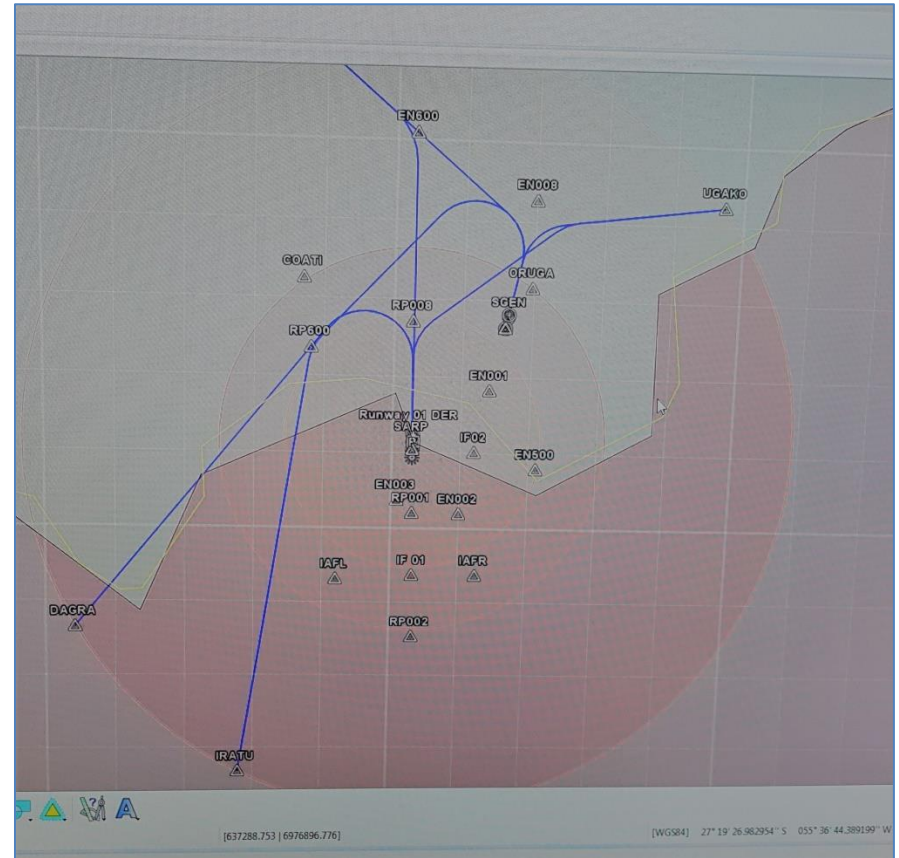 EN600
EN008
UGAKO
COATI
ORUGA
SGEN
RP008
RP600
EN001
Runway 01 DER
SARP
IF02
EN500
EN003
RP001
EN002
IAFL
IF 01
IAFR
RP002
DAGRA
IRATU
A
[637288.753 | 6976896.776]
[WGS84] 27° 19' 26.982954'' S 055° 36' 44.389199'' W